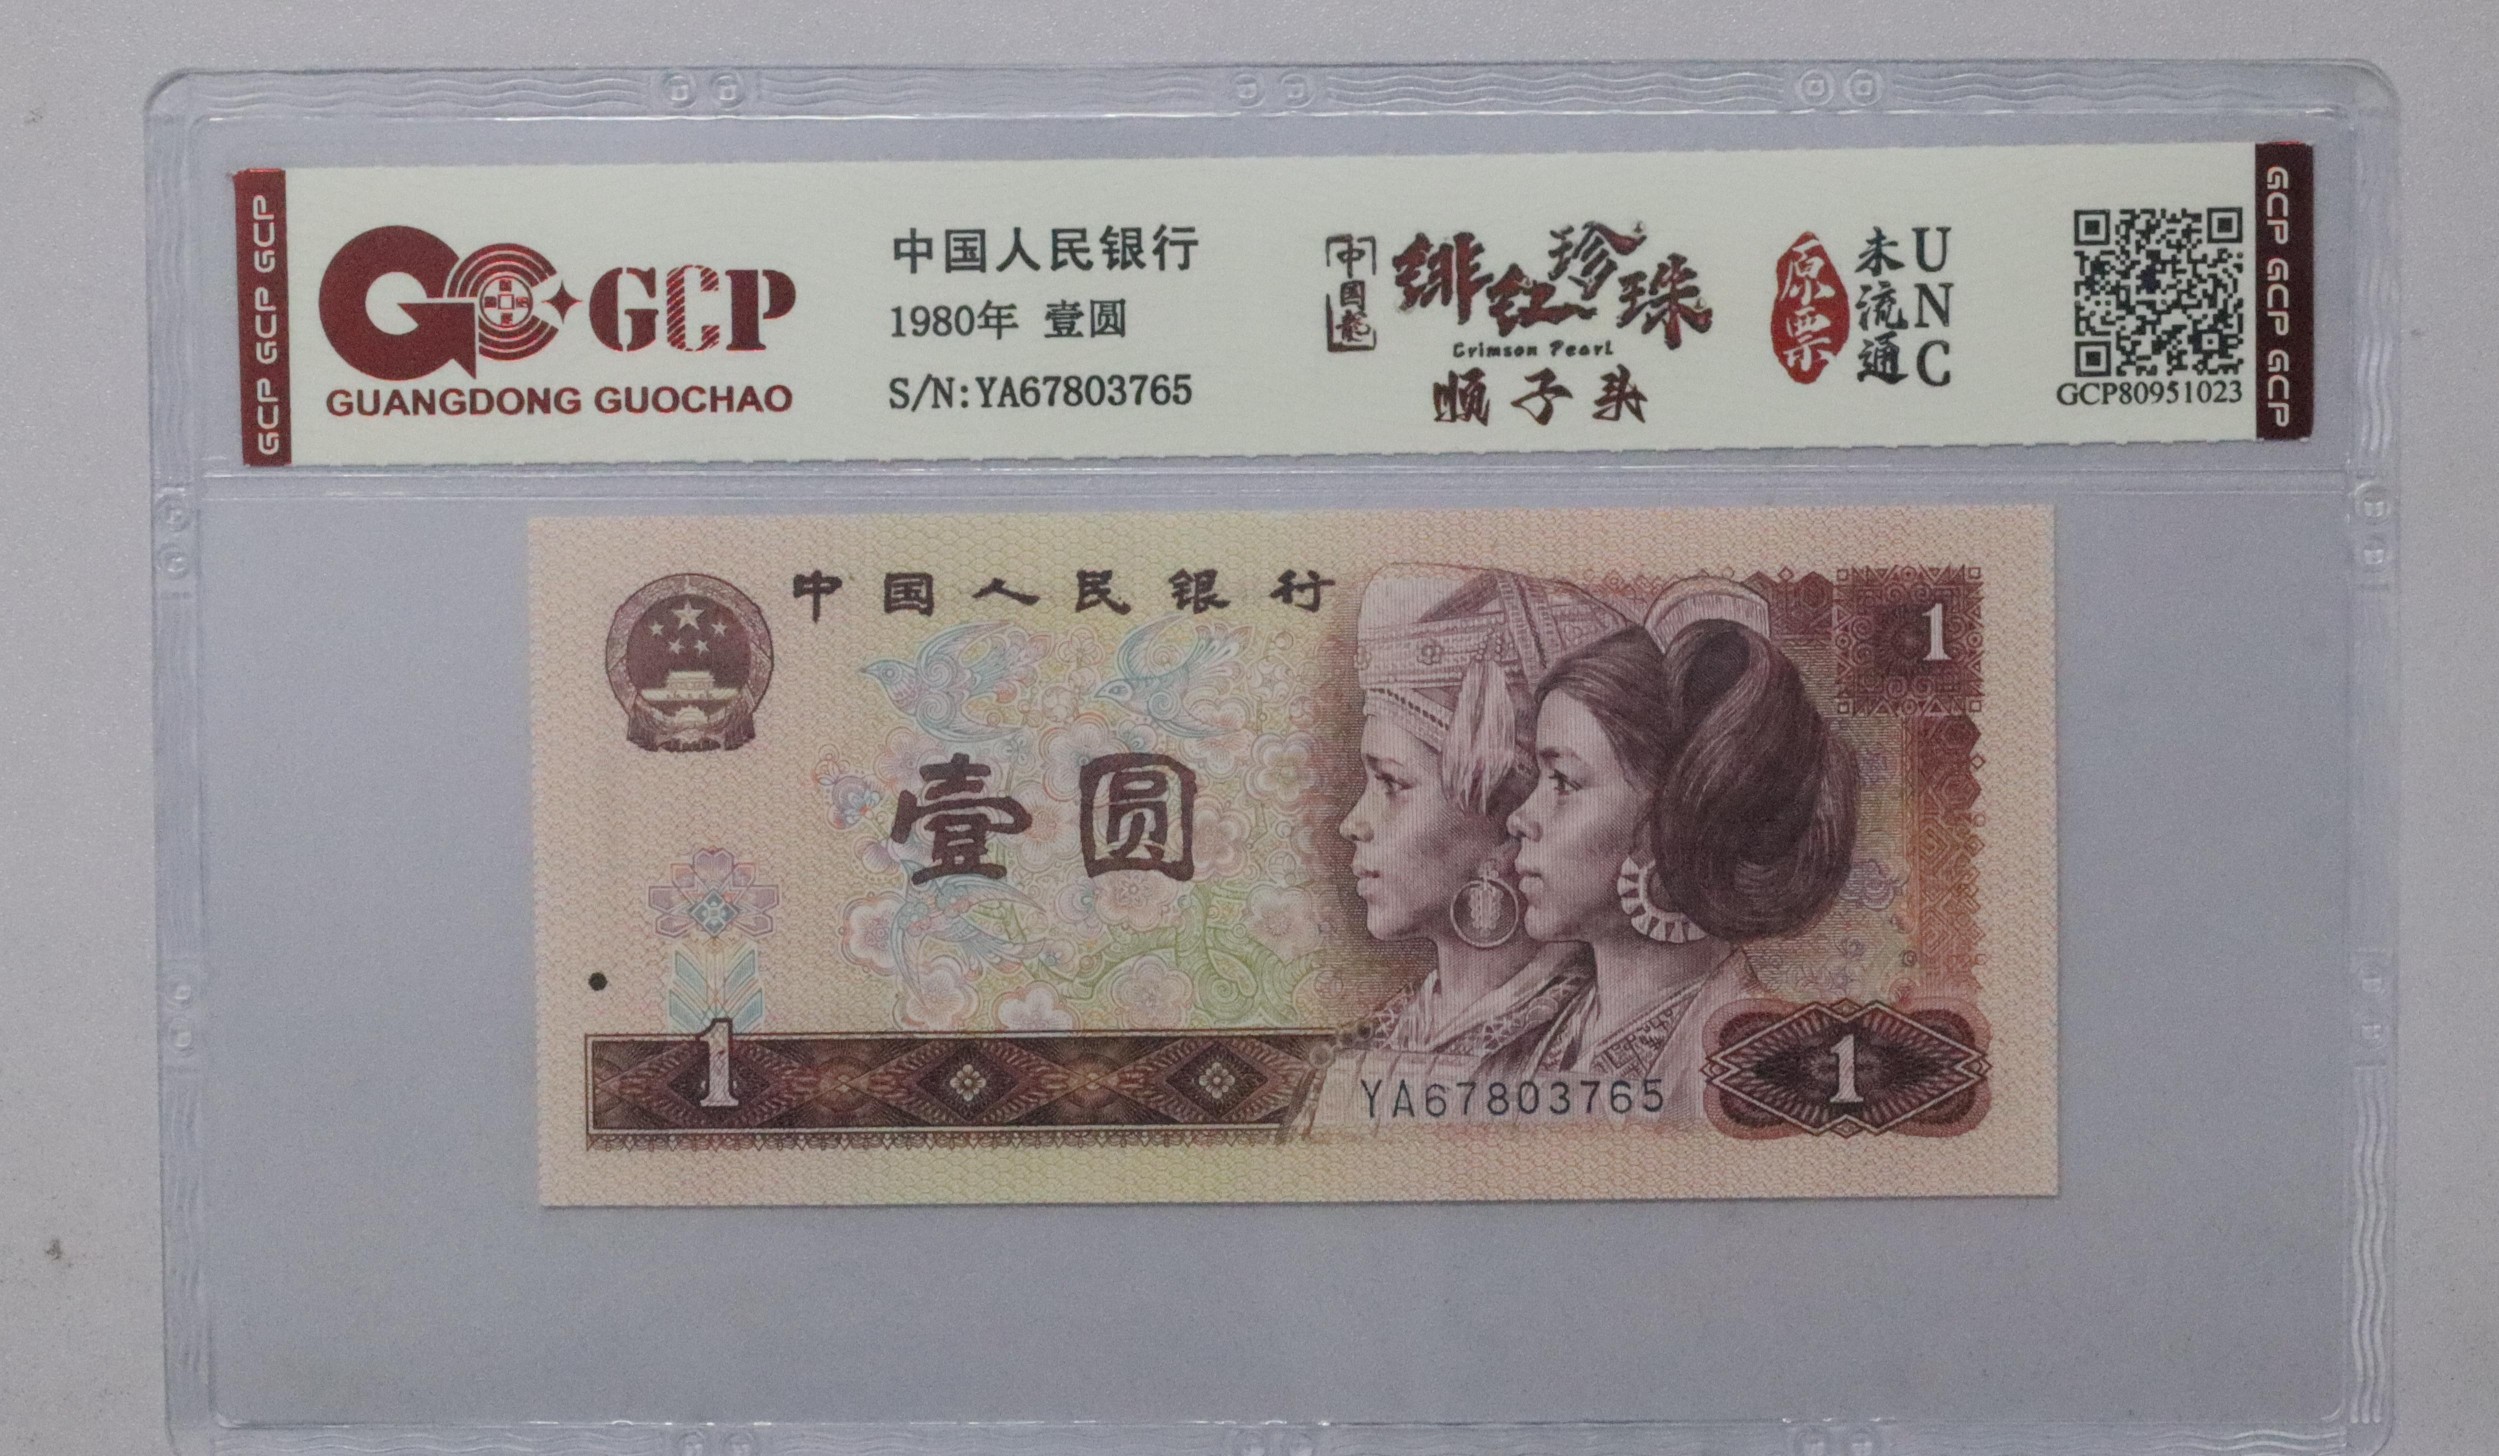 GCP GCP GCP
GCP
GUANGDONG GUOCHAO
中国人民银行
1980年 壹圆
S/N:YA67803765
中国龍
绯红珍珠
Crimson Pearl
顺子头
原票
未流通
UNC
GCP80951023
GCP GCP GCP
中国人民银行
1
壹圆
1
YA67803765
1